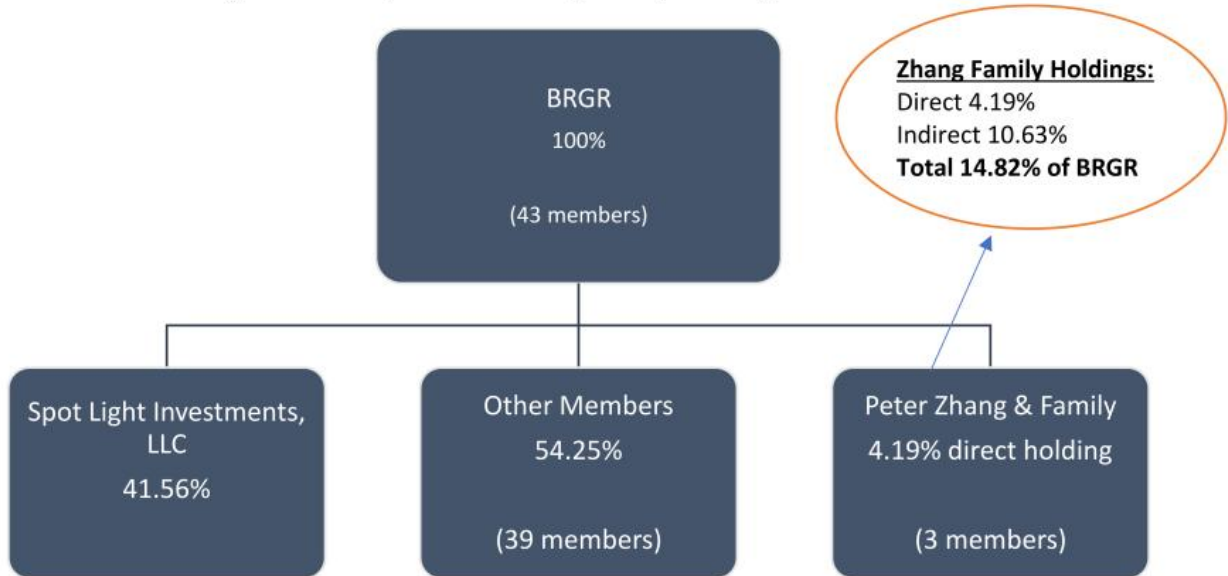 BRGR
100%
(43 members)
Zhang Family Holdings:
Direct 4.19%
Indirect 10.63%
Total 14.82% of BRGR
Spot Light Investments,
LLC
41.56%
Other Members
54.25%
(39 members)
Peter Zhang & Family
4.19% direct holding
(3 members)